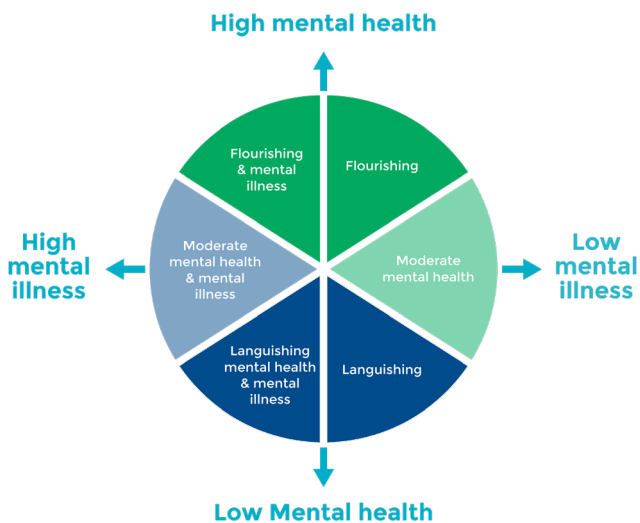 High mental health
Flourishing
& mental
illness
Flourishing
High
mental
illness
Moderate
mental health
& mental
illness
Moderate
mental health
Low
mental
illness
Languishing
mental health
& mental
illness
Languishing
Low Mental health